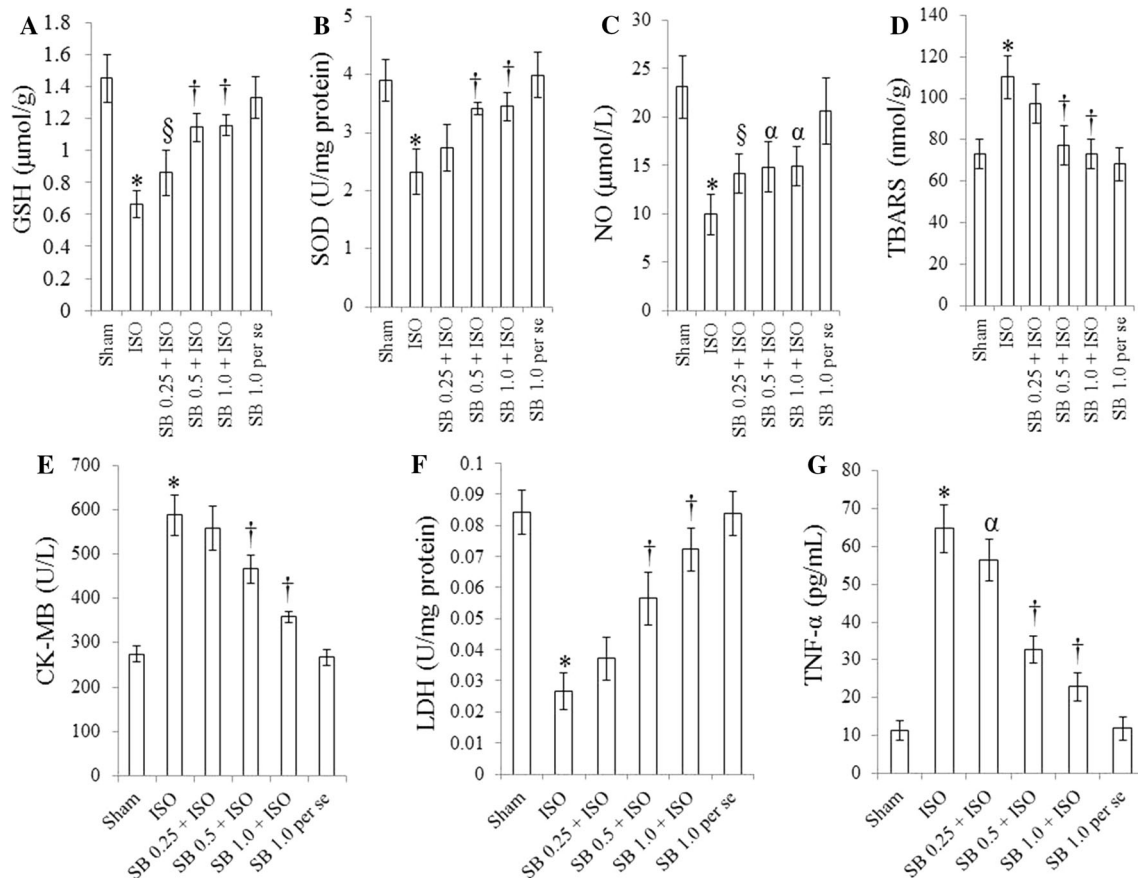 A
GSH (μmol/g)
1.8
1.6
1.4
1.2
1
0.8
0.6
0.4
0.2
0
*
§
†
†
Sham
ISO
SB 0.25 + ISO
SB 0.5 + ISO
SB 1.0 + ISO
SB 1.0 per se
B
SOD (U/mg protein)
5
4
3
2
1
0
*
†
†
Sham
ISO
SB 0.25 + ISO
SB 0.5 + ISO
SB 1.0 + ISO
SB 1.0 per se
C
NO (μmol/L)
30
25
20
15
10
5
0
*
§
α
α
Sham
ISO
SB 0.25 + ISO
SB 0.5 + ISO
SB 1.0 + ISO
SB 1.0 per se
D
TBARS (nmol/g)
140
120
100
80
60
40
20
0
*
†
†
Sham
ISO
SB 0.25 + ISO
SB 0.5 + ISO
SB 1.0 + ISO
SB 1.0 per se
E
CK-MB (U/L)
700
600
500
400
300
200
100
0
*
†
†
Sham
ISO
SB 0.25 + ISO
SB 0.5 + ISO
SB 1.0 + ISO
SB 1.0 per se
F
LDH (U/mg protein)
0.1
0.09
0.08
0.07
0.06
0.05
0.04
0.03
0.02
0.01
0
*
†
†
Sham
ISO
SB 0.25 + ISO
SB 0.5 + ISO
SB 1.0 + ISO
SB 1.0 per se
G
TNF-α (pg/mL)
80
70
60
50
40
30
20
10
0
*
α
†
†
Sham
ISO
SB 0.25 + ISO
SB 0.5 + ISO
SB 1.0 + ISO
SB 1.0 per se